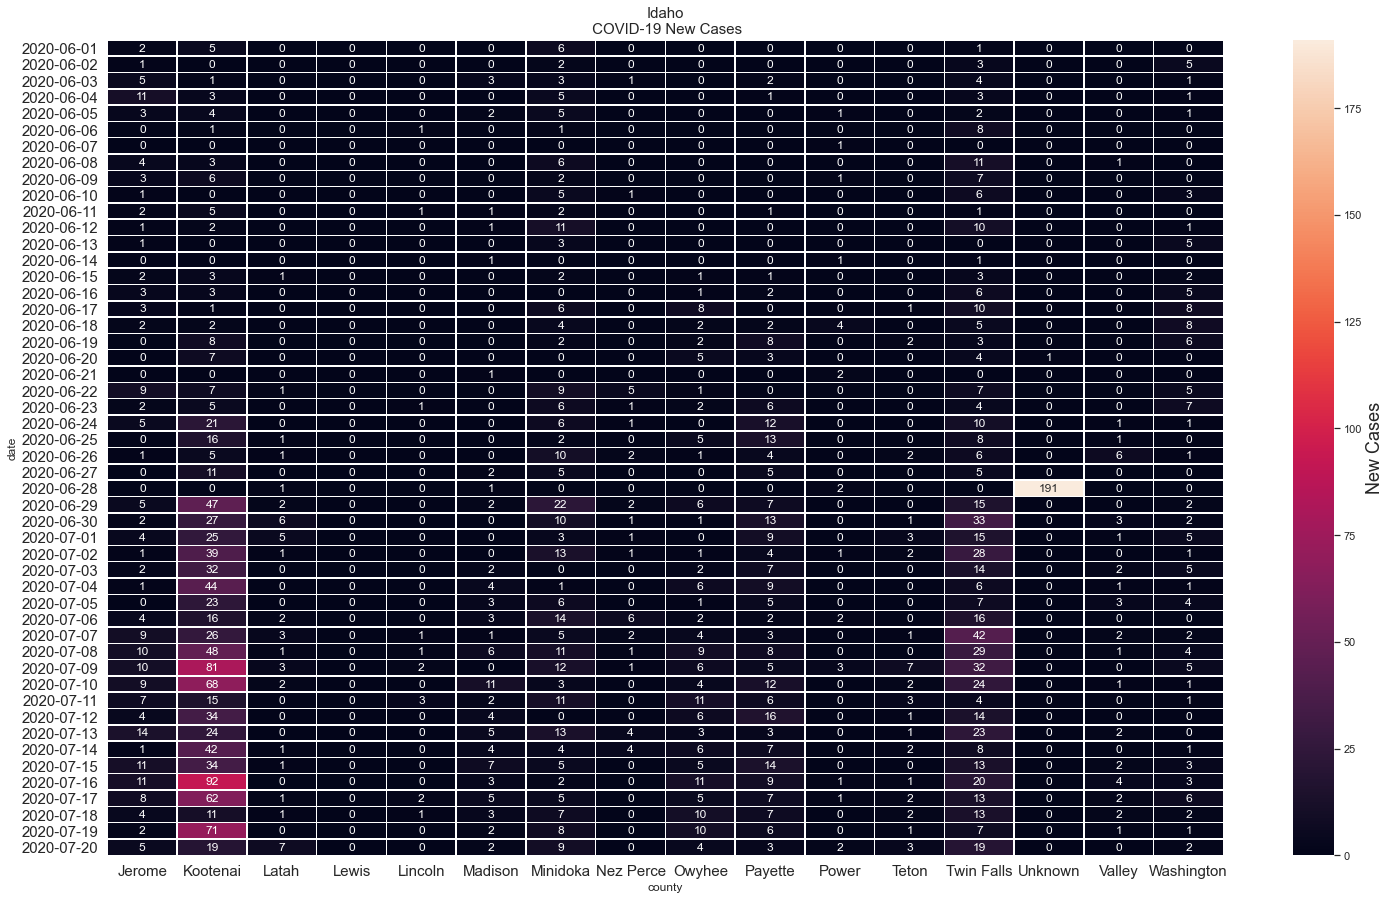 Idaho
COVID-19 New Cases
2020-06-01 2 5 0 0 0 0 6 0 0 0 0 0 1 0 0 0
2020-06-02 1 0 0 0 0 0 2 0 0 0 0 0 3 0 0 5
2020-06-03 5 1 0 0 0 3 3 1 0 2 0 0 4 0 0 1
2020-06-04 11 3 0 0 0 0 5 0 0 1 0 0 3 0 0 1
2020-06-05 3 4 0 0 0 2 5 0 0 0 1 0 2 0 0 1
2020-06-06 0 1 0 0 1 0 1 0 0 0 0 0 8 0 0 0
2020-06-07 0 0 0 0 0 0 0 0 0 0 1 0 0 0 0 0
2020-06-08 4 3 0 0 0 0 6 0 0 0 0 0 11 0 1 0
2020-06-09 3 6 0 0 0 0 2 0 0 0 1 0 7 0 0 0
2020-06-10 1 0 0 0 0 0 5 1 0 0 0 0 6 0 0 3
2020-06-11 2 5 0 0 1 1 2 0 0 1 0 0 1 0 0 0
2020-06-12 1 2 0 0 0 1 11 0 0 0 0 0 10 0 0 1
2020-06-13 1 0 0 0 0 0 3 0 0 0 0 0 0 0 0 5
2020-06-14 0 0 0 0 0 1 0 0 0 0 1 0 1 0 0 0
2020-06-15 2 3 1 0 0 0 2 0 1 1 0 0 3 0 0 2
2020-06-16 3 3 0 0 0 0 0 0 1 2 0 0 6 0 0 5
2020-06-17 3 1 0 0 0 0 6 0 8 0 0 1 10 0 0 8
2020-06-18 2 2 0 0 0 0 4 0 2 2 4 0 5 0 0 8
2020-06-19 0 8 0 0 0 0 2 0 2 8 0 2 3 0 0 6
2020-06-20 0 7 0 0 0 0 0 0 5 3 0 0 4 1 0 0
2020-06-21 0 0 0 0 0 1 0 0 0 0 2 0 0 0 0 0
2020-06-22 9 7 1 0 0 0 9 5 1 0 0 0 7 0 0 5
2020-06-23 2 5 0 0 1 0 6 1 2 6 0 0 4 0 0 7
2020-06-24 5 21 0 0 0 0 6 1 0 12 0 0 10 0 1 1
2020-06-25 0 16 1 0 0 0 2 0 5 13 0 0 8 0 1 0
2020-06-26 1 5 1 0 0 0 10 2 1 4 0 2 6 0 6 1
2020-06-27 0 11 0 0 0 2 5 0 0 5 0 0 5 0 0 0
2020-06-28 0 0 1 0 0 1 0 0 0 0 2 0 0 191 0 0
2020-06-29 5 47 2 0 0 2 22 2 6 7 0 0 15 0 0 2
2020-06-30 2 27 6 0 0 0 10 1 1 13 0 1 33 0 3 2
2020-07-01 4 25 5 0 0 0 3 1 0 9 0 3 15 0 1 5
2020-07-02 1 39 1 0 0 0 13 1 1 4 1 2 28 0 0 1
2020-07-03 2 32 0 0 0 2 0 0 2 7 0 0 14 0 2 5
2020-07-04 1 44 0 0 0 4 1 0 6 9 0 0 6 0 1 1
2020-07-05 0 23 0 0 0 3 6 0 1 5 0 0 7 0 3 4
2020-07-06 4 16 2 0 0 3 14 6 2 2 2 0 16 0 0 0
2020-07-07 9 26 3 0 1 1 5 2 4 3 0 1 42 0 2 2
2020-07-08 10 48 1 0 1 6 11 1 9 8 0 0 29 0 1 4
2020-07-09 10 81 3 0 2 0 12 1 6 5 3 7 32 0 0 5
2020-07-10 9 68 2 0 0 11 3 0 4 12 0 2 24 0 1 1
2020-07-11 7 15 0 0 3 2 11 0 11 6 0 3 4 0 0 1
2020-07-12 4 34 0 0 0 4 0 0 6 16 0 1 14 0 0 0
2020-07-13 14 24 0 0 0 5 13 4 3 3 0 1 23 0 2 0
2020-07-14 1 42 1 0 0 4 4 4 6 7 0 2 8 0 0 1
2020-07-15 11 34 1 0 0 7 5 0 5 14 0 0 13 0 2 3
2020-07-16 11 92 0 0 0 3 2 0 11 9 1 1 20 0 4 3
2020-07-17 8 62 1 0 2 5 5 0 5 7 1 2 13 0 2 6
2020-07-18 4 11 1 0 1 3 7 0 10 7 0 2 13 0 2 2
2020-07-19 2 71 0 0 0 2 8 0 10 6 0 1 7 0 1 1
2020-07-20 5 19 7 0 0 2 9 0 4 3 2 3 19 0 0 2
Jerome Kootenai Latah Lewis Lincoln Madison Minidoka Nez Perce Owyhee Payette Power Teton Twin Falls Unknown Valley Washington
county
date
175
150
125
100
75
50
25
0
New Cases